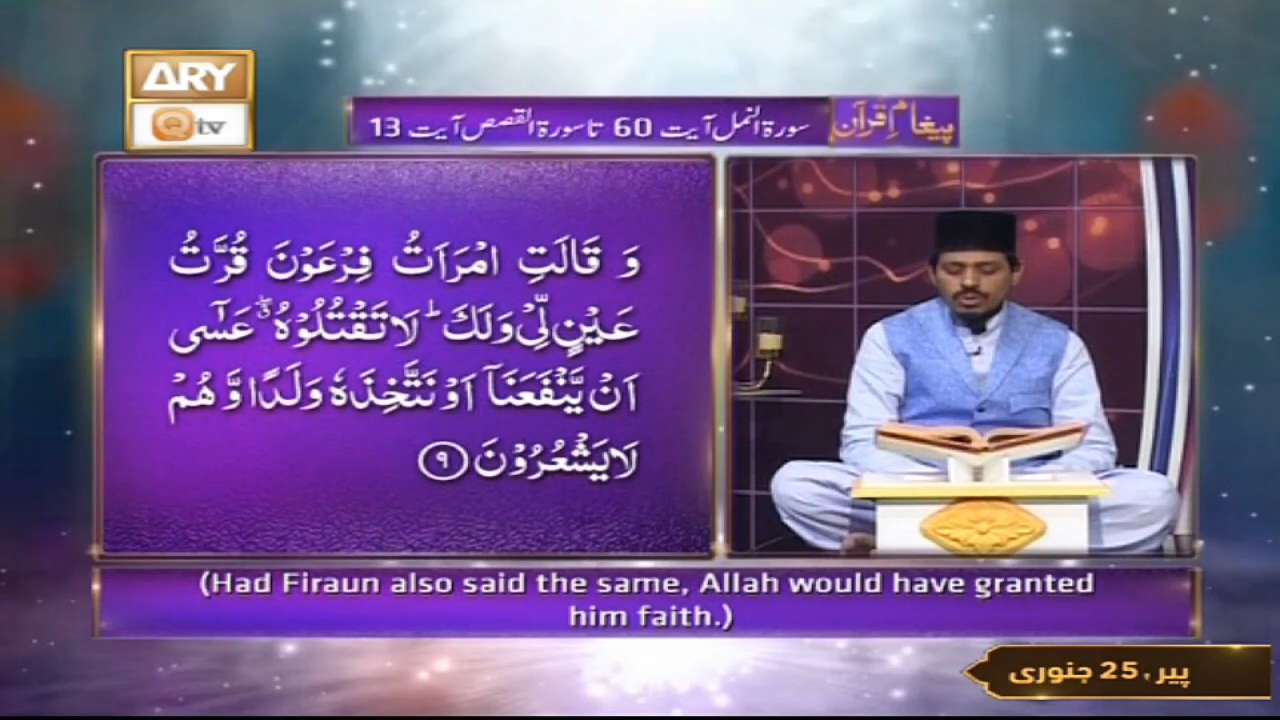 ARY
Qtv
پیغامِ قرآن
سورۃ النمل آیت 60 تا سورۃ القصص آیت 13
وَ قَالَتِ امْرَاَتُ فِرْعَوْنَ قُرَّتُ
عَیْنٍ لِّیْ وَلَكَ ؕ لَا تَقْتُلُوْهُ ۖۗ عَسٰۤی
اَنْ یَّنْفَعَنَاۤ اَوْ نَتَّخِذَهٗ وَلَدًا وَّ هُمْ
لَا یَشْعُرُوْنَ ۹
(Had Firaun also said the same, Allah would have granted
him faith.)
پیر، 25 جنوری